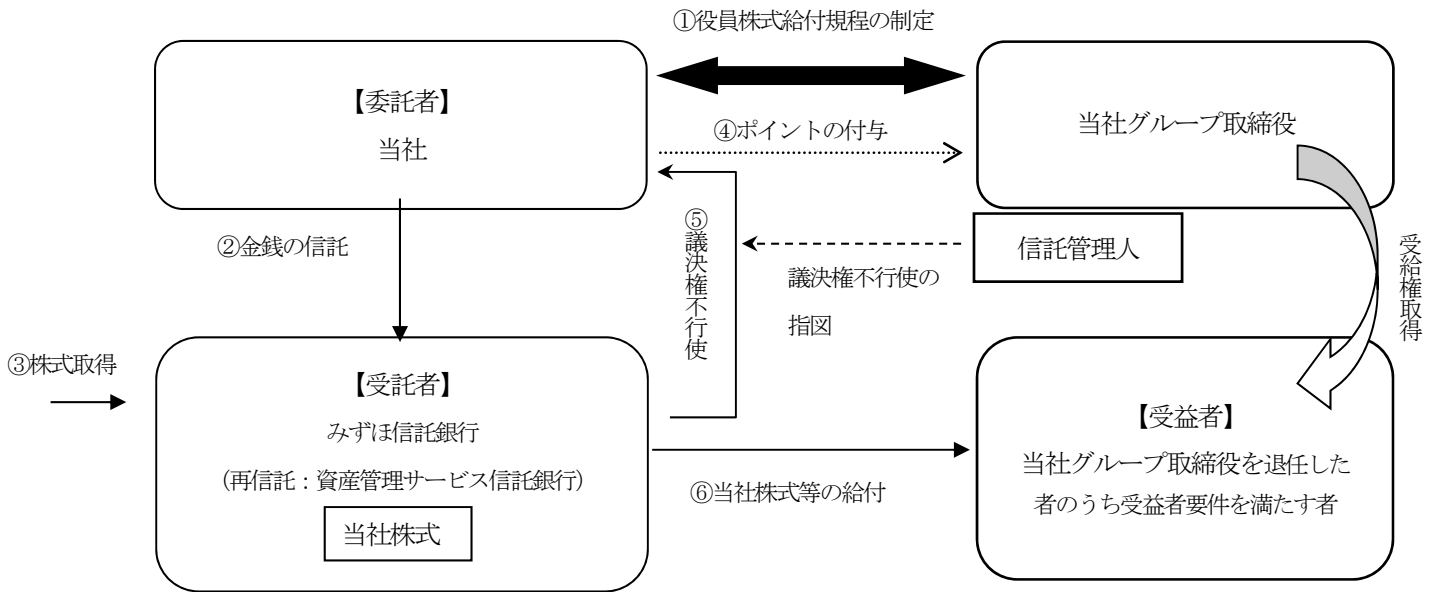 ①役員株式給付規程の制定
【委託者】
当社
④ポイントの付与
当社グループ取締役
②金銭の信託
⑤議決権不行使
議決権不行使の
指図
信託管理人
受給権取得
③株式取得
【受託者】
みずほ信託銀行
(再信託:資産管理サービス信託銀行)
当社株式
⑥当社株式等の給付
【受益者】
当社グループ取締役を退任した
者のうち受益者要件を満たす者